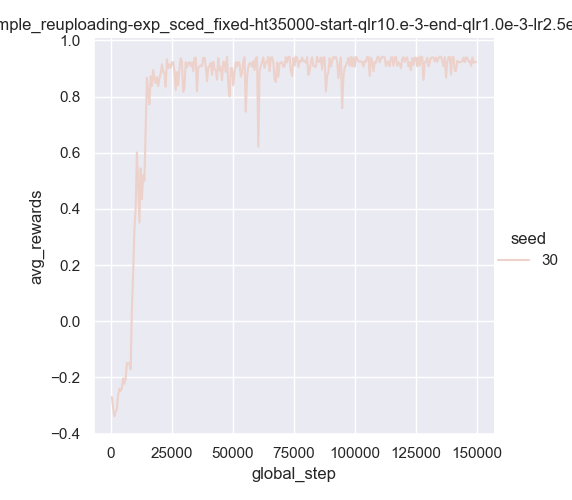 mple_reuploading-exp_sced_fixed-ht35000-start-qlr10.e-3-end-qlr1.0e-3-lr2.5e
1.0
0.8
0.6
0.4
0.2
0.0
−0.2
−0.4
avg_rewards
0 25000 50000 75000 100000 125000 150000
global_step
seed
30